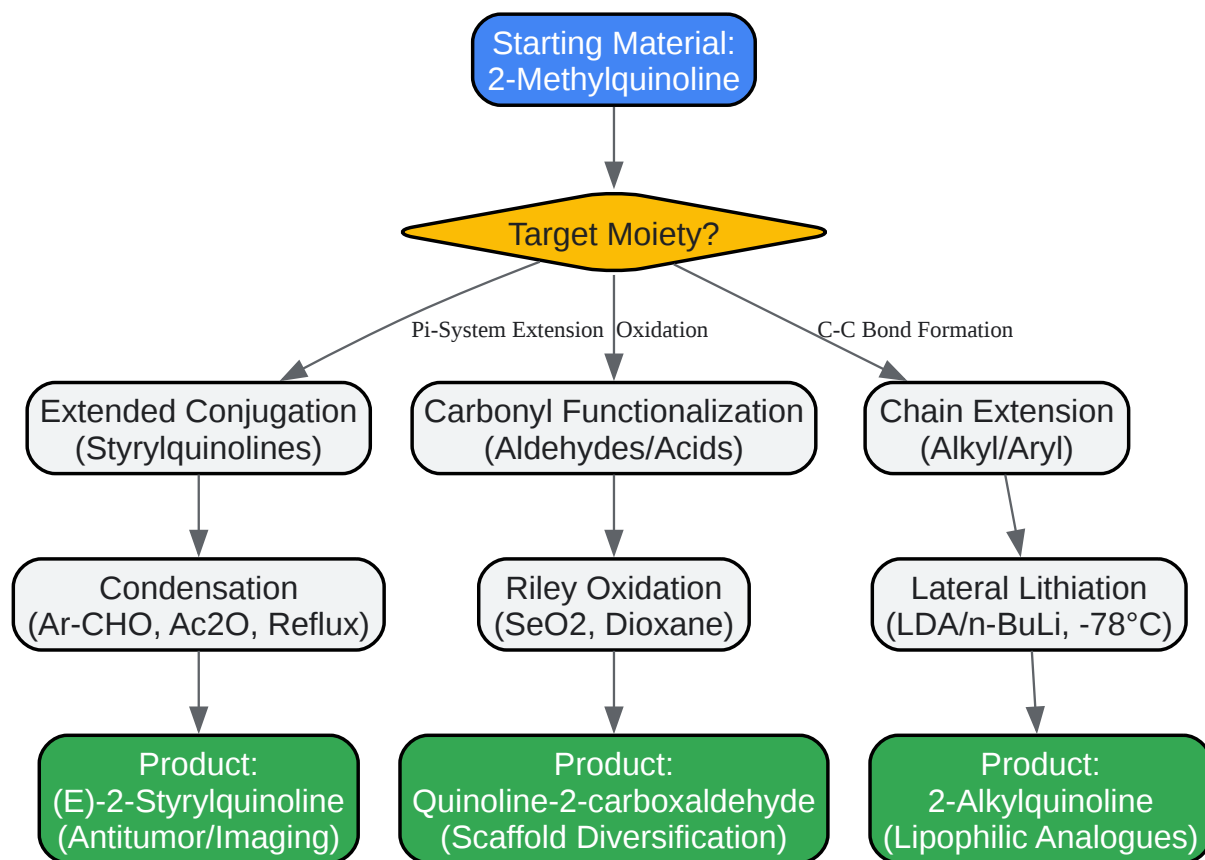 Starting Material:
2-Methylquinoline
Target Moiety?
Pi-System Extension
Oxidation
C-C Bond Formation
Extended Conjugation
(Styrylquinolines)
Carbonyl Functionalization
(Aldehydes/Acids)
Chain Extension
(Alkyl/Aryl)
Condensation
(Ar-CHO, Ac2O, Reflux)
Riley Oxidation
(SeO2, Dioxane)
Lateral Lithiation
(LDA/n-BuLi, -78°C)
Product:
(E)-2-Styrylquinoline
(Antitumor/Imaging)
Product:
Quinoline-2-carboxaldehyde
(Scaffold Diversification)
Product:
2-Alkylquinoline
(Lipophilic Analogues)